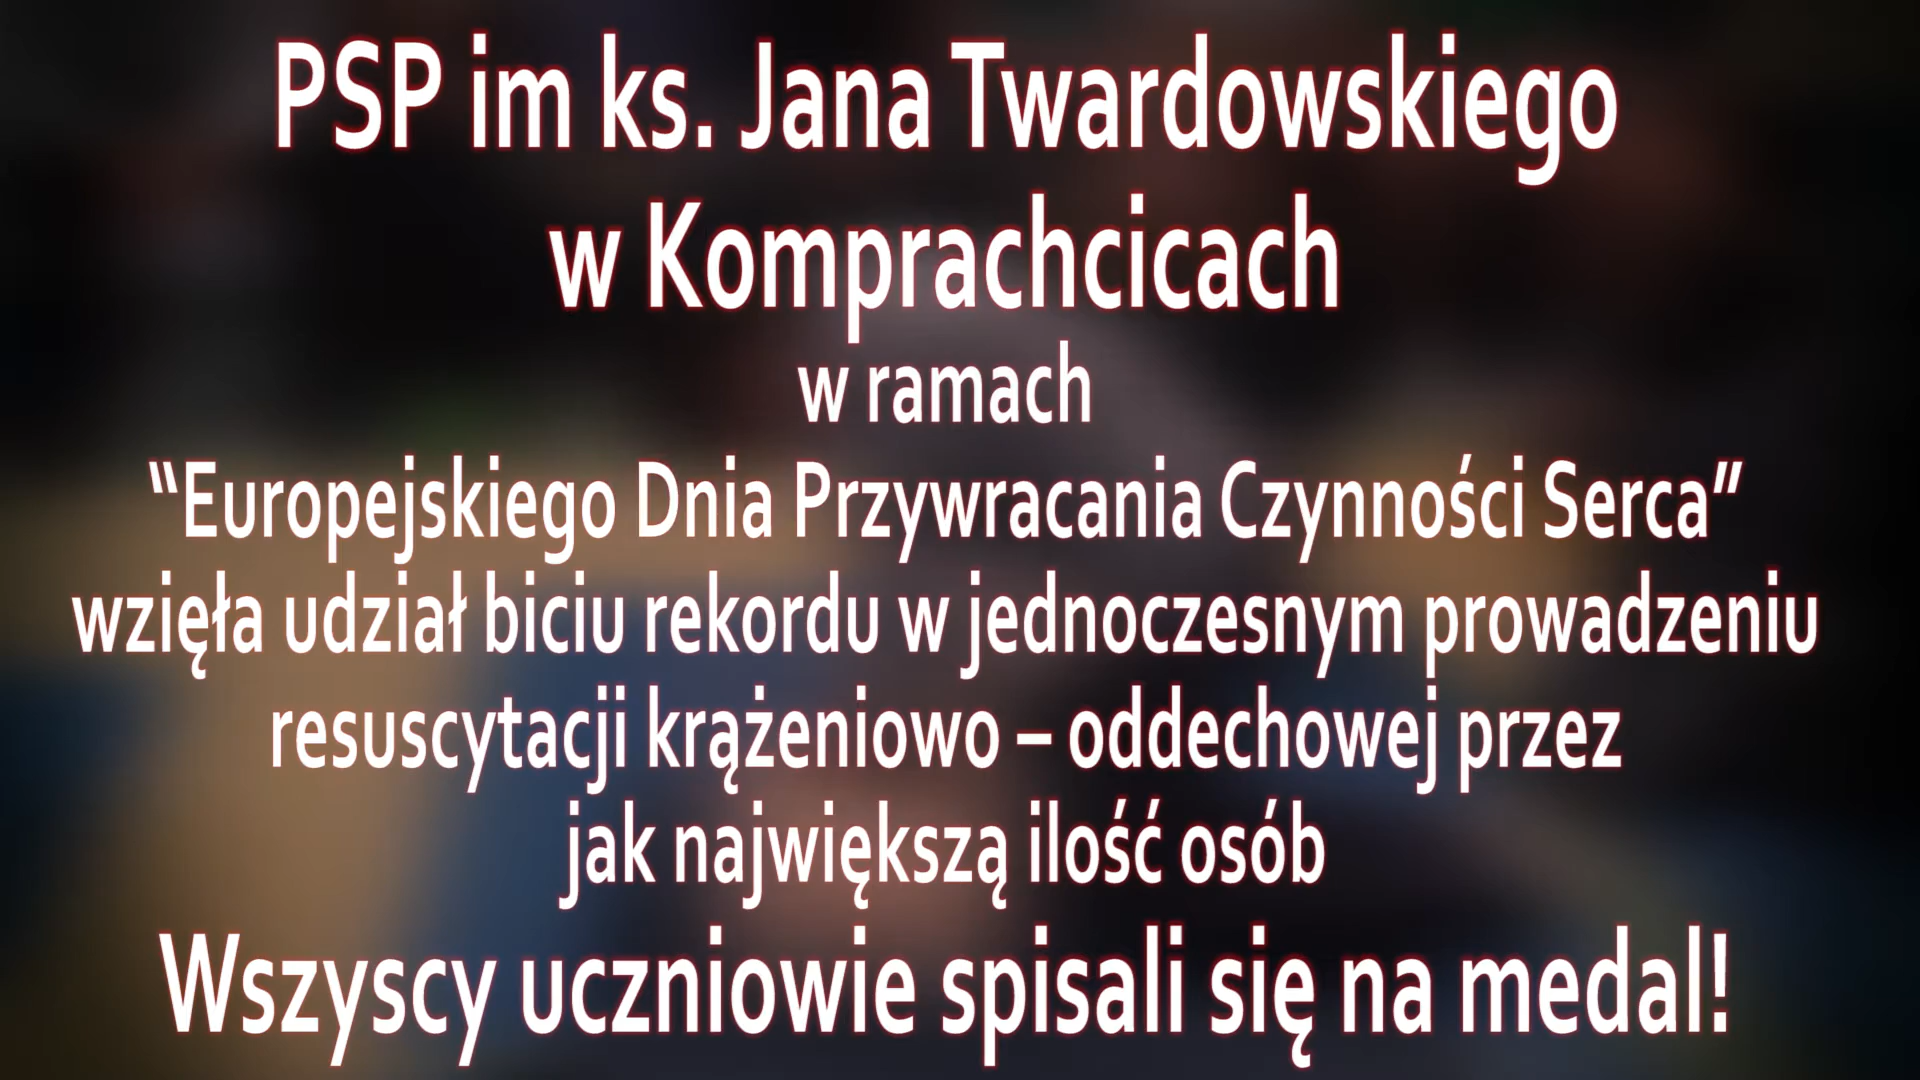 PSP im ks. Jana Twardowskiego
w Komprachcicach
w ramach
“Europejskiego Dnia Przywracania Czynności Serca”
wzięła udział biciu rekordu w jednoczesnym prowadzeniu
resuscytacji krążeniowo – oddechowej przez
jak największą ilość osób
Wszyscy uczniowie spisali się na medal!